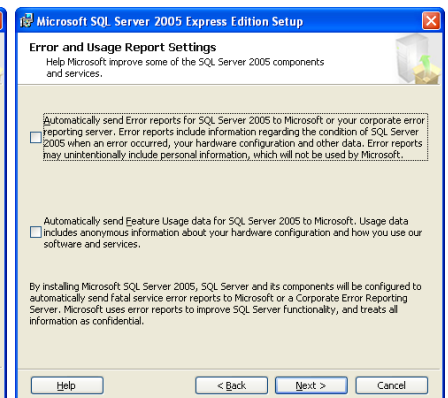 Microsoft SQL Server 2005 Express Edition Setup
Error and Usage Report Settings
Help Microsoft improve some of the SQL Server 2005 components
and services.
Automatically send Error reports for SQL Server 2005 to Microsoft or your corporate error
reporting server. Error reports include information regarding the condition of SQL Server
2005 when an error occurred, your hardware configuration and other data. Error reports
may unintentionally include personal information, which will not be used by Microsoft.
Automatically send Feature Usage data for SQL Server 2005 to Microsoft. Usage data
includes anonymous information about your hardware configuration and how you use our
software and services.
By installing Microsoft SQL Server 2005, SQL Server and its components will be configured to
automatically send fatal service error reports to Microsoft or a Corporate Error Reporting
Server. Microsoft uses error reports to improve SQL Server functionality, and treats all
information as confidential.
Help
< Back
Next >
Cancel